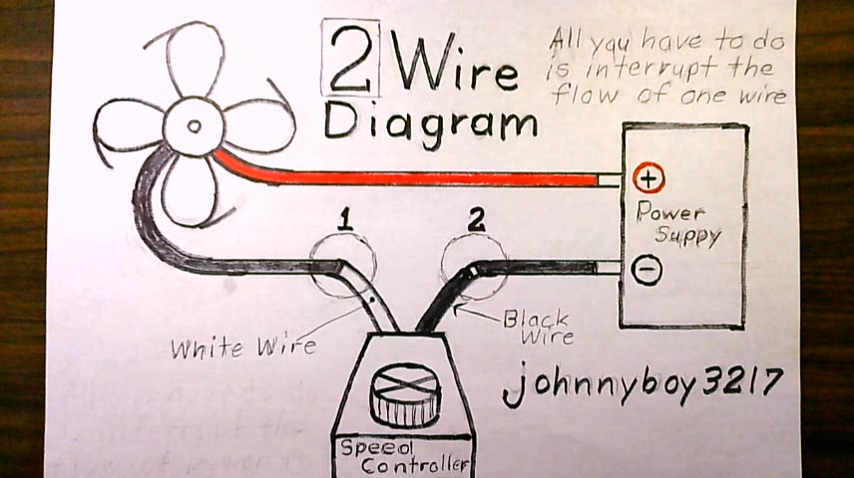 2 Wire
Diagram
All you have to do
is interrupt the
flow of one wire
+
Power
Supply
−
1
2
White Wire
Black
Wire
johnnyboy3217
Speed
Controller